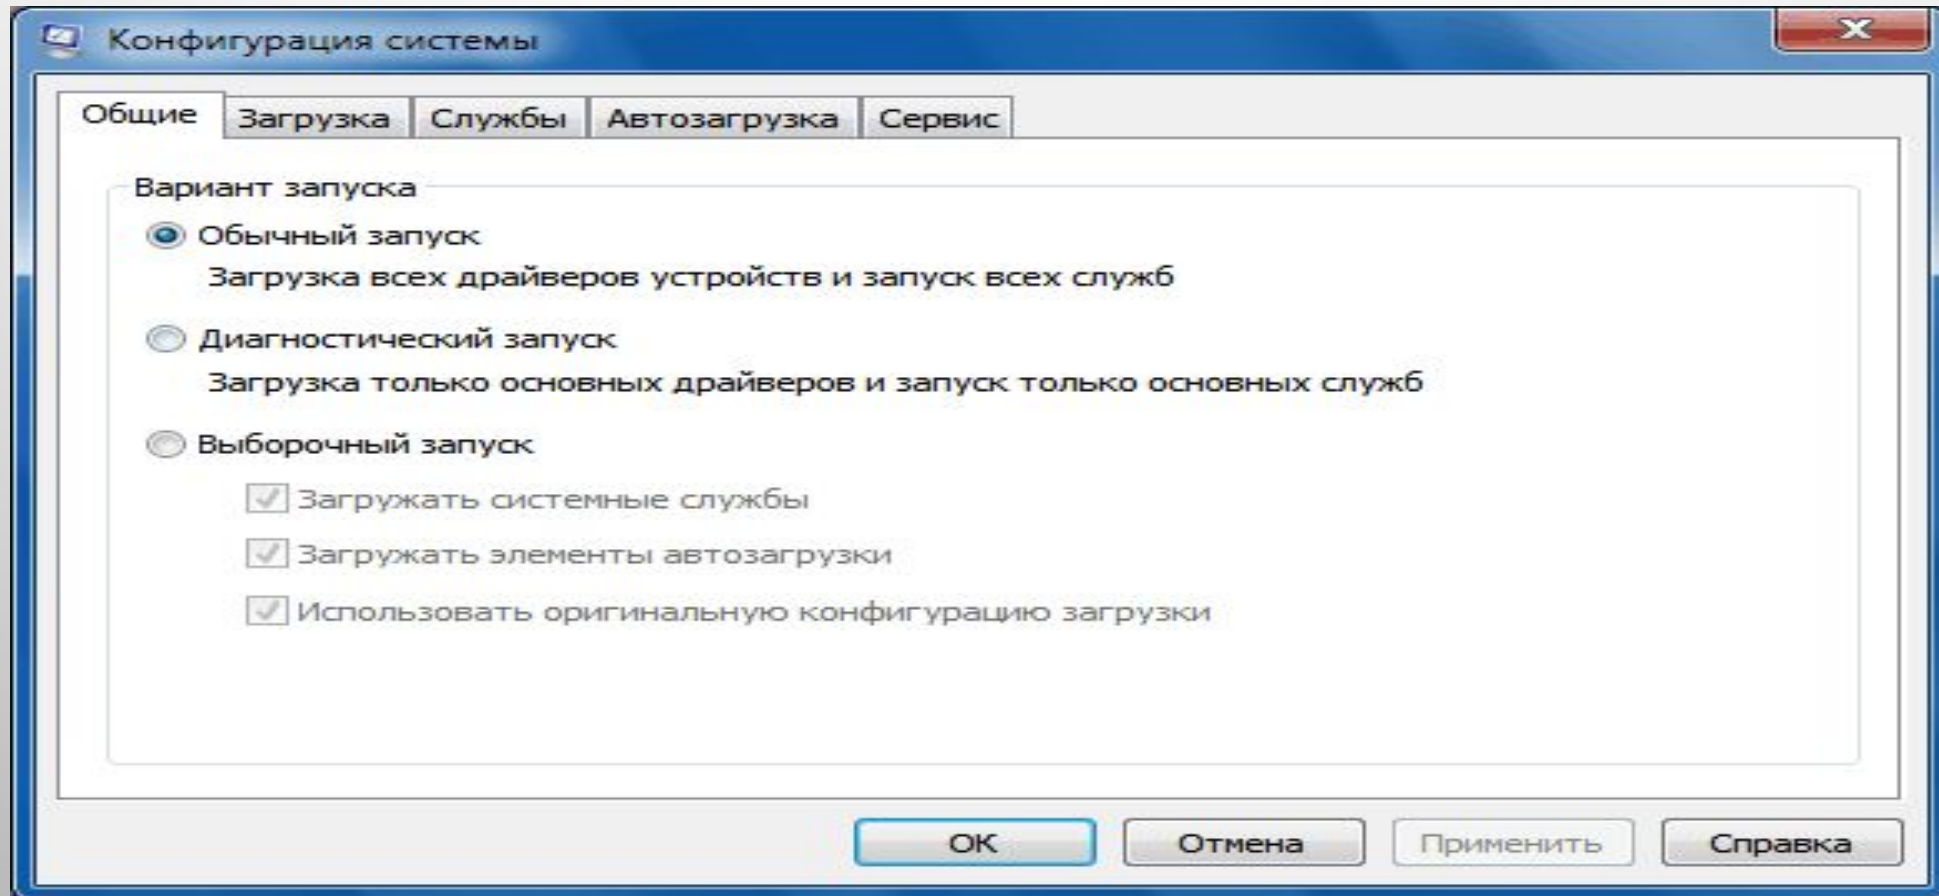 Конфигурация системы
Общие Загрузка Службы Автозагрузка Сервис
Вариант запуска
Обычный запуск
Загрузка всех драйверов устройств и запуск всех служб
Диагностический запуск
Загрузка только основных драйверов и запуск только основных служб
Выборочный запуск
Загружать системные службы
Загружать элементы автозагрузки
Использовать оригинальную конфигурацию загрузки
ОК Отмена Применить Справка